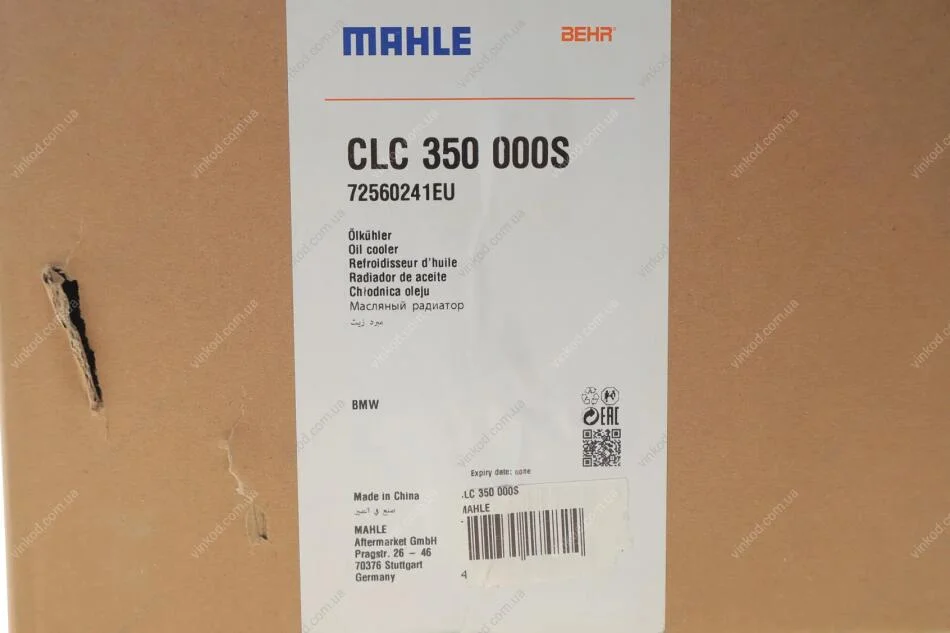 MAHLE
BEHR
CLC 350 000S
72560241EU
Ölkühler
Oil cooler
Refroidisseur d'huile
Radiador de aceite
Chłodnica oleju
Масляный радиатор
مبرد زيت
BMW
EAC
Expiry date: none
Made in China
صنع في الصين
MAHLE
Aftermarket GmbH
Pragstr. 26 – 46
70376 Stuttgart
Germany
LC 350 000S
MAHLE
4
vinkod.com.ua